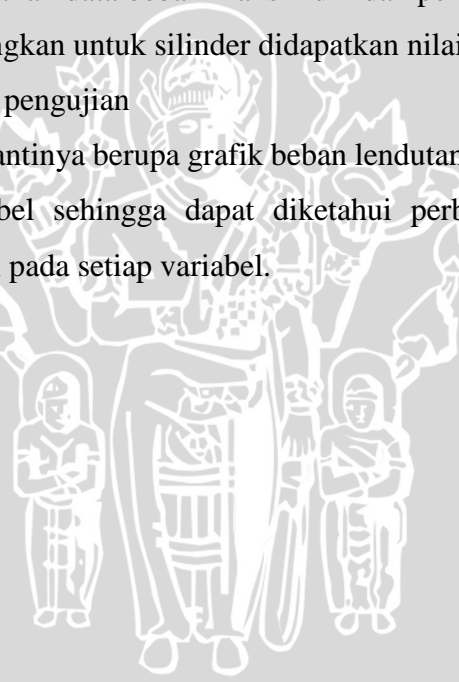 ngkan untuk silinder didapatkan nilai
pengujian
antinya berupa grafik beban lendutan
bel sehingga dapat diketahui perb
pada setiap variabel.